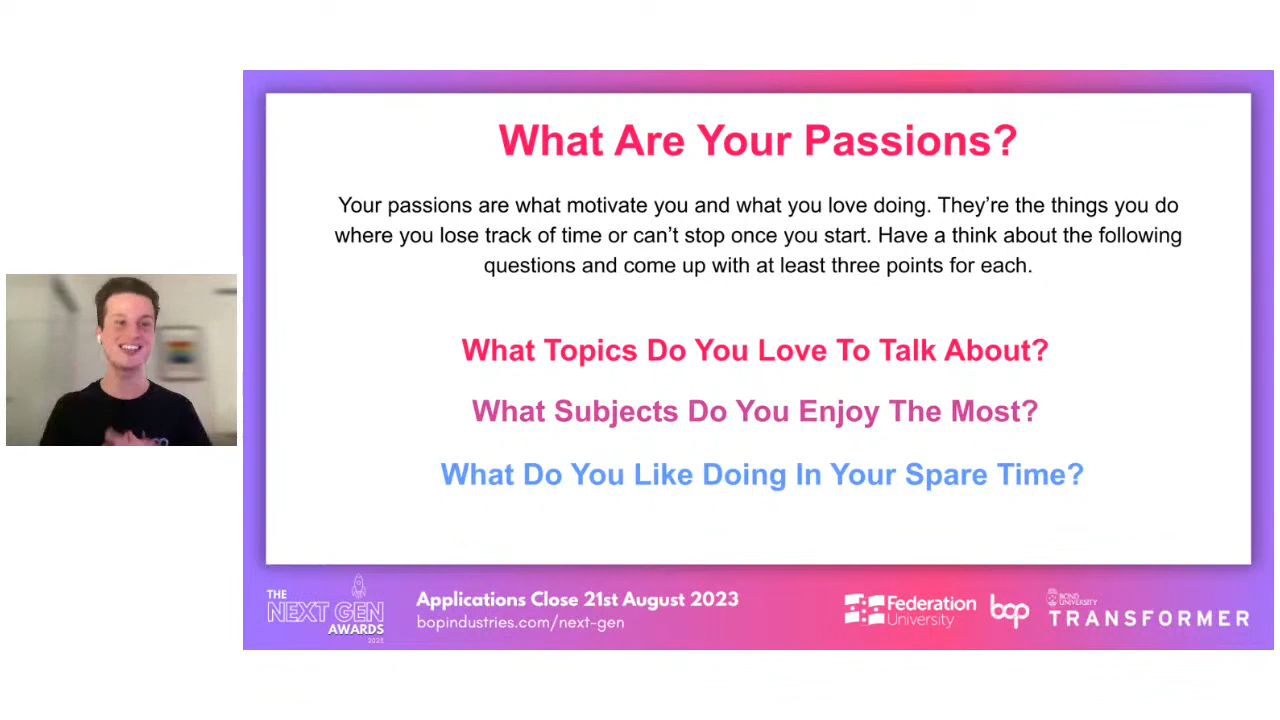 What Are Your Passions?
Your passions are what motivate you and what you love doing. They’re the things you do
where you lose track of time or can’t stop once you start. Have a think about the following
questions and come up with at least three points for each.
What Topics Do You Love To Talk About?
What Subjects Do You Enjoy The Most?
What Do You Like Doing In Your Spare Time?
THE
NEXT GEN
AWARDS
Applications Close 21st August 2023
bopindustries.com/next-gen
Federation
University
bop
BOND
UNIVERSITY
TRANSFORMER